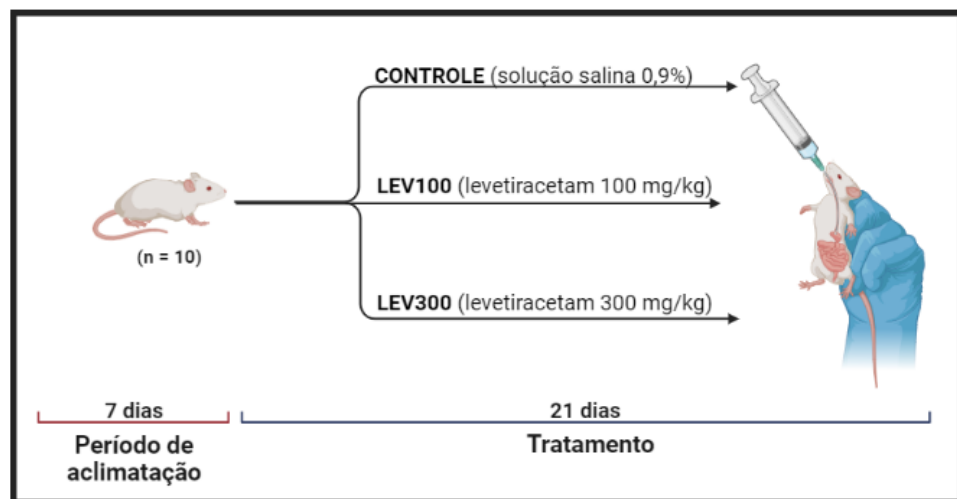 CONTROLE (solução salina 0,9%)
LEV100 (levetiracetam 100 mg/kg)
(n = 10)
LEV300 (levetiracetam 300 mg/kg)
7 dias
21 dias
Período de
aclimatação
Tratamento